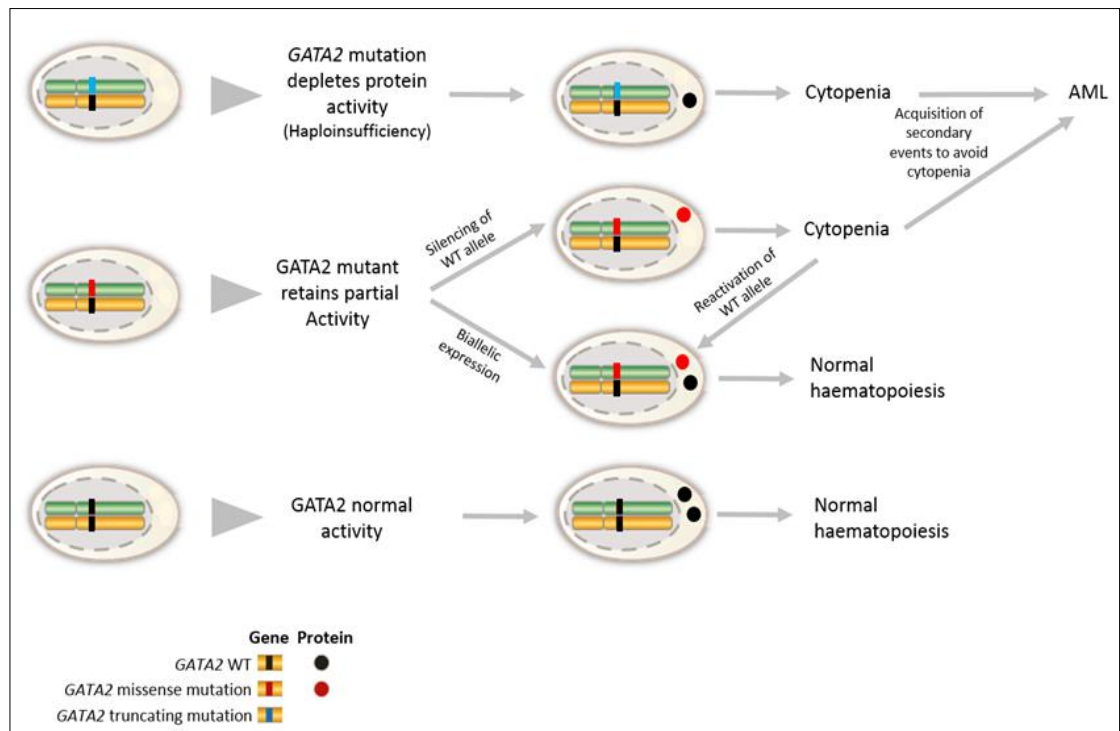 GATA2 mutation
depletes protein
activity
(Haploinsufficiency)
Cytopenia
AML
Acquisition of
secondary
events to avoid
cytopenia
GATA2 mutant
retains partial
Activity
Silencing of
WT allele
Biallelic
expression
Cytopenia
Reactivation of
WT allele
Normal
haematopoiesis
GATA2 normal
activity
Normal
haematopoiesis
Gene Protein
GATA2 WT
GATA2 missense mutation
GATA2 truncating mutation